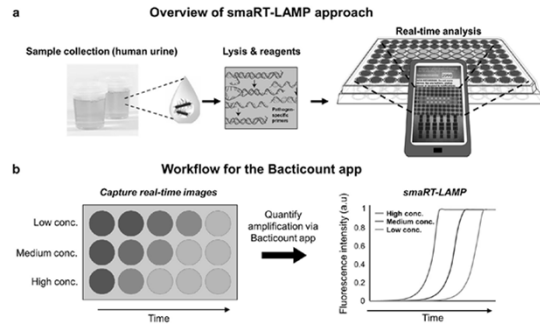 a Overview of smaRT-LAMP approach
Sample collection (human urine)
Lysis & reagents
Real-time analysis
Pathogen-
specific
primers
b Workflow for the Bacticount app
Capture real-time images
Low conc.
Medium conc.
High conc.
Time
Quantify
amplification via
Bacticount app
smaRT-LAMP
Fluorescence intensity (a.u)
1
0.8
0.6
0.4
0.2
0
High conc.
Medium conc.
Low conc.
Time